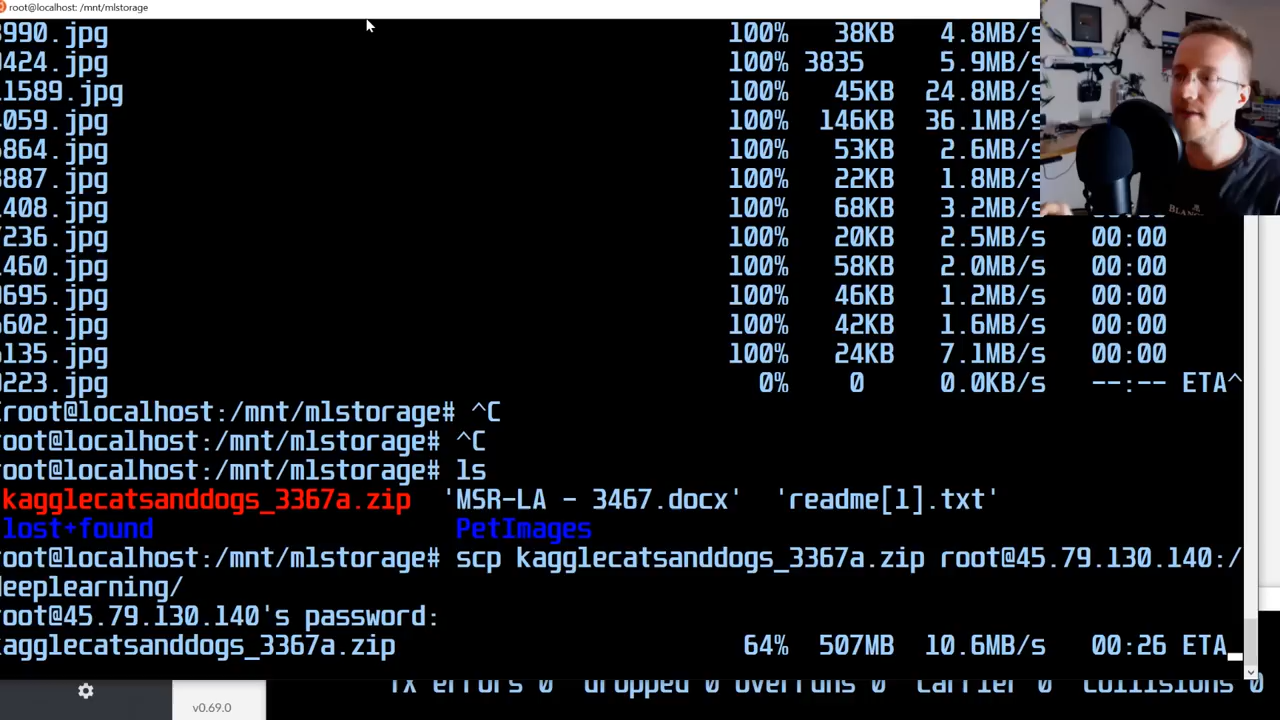 root@localhost: /mnt/mlstorage
3990.jpg 100% 38KB 4.8MB/s
9424.jpg 100% 3835 5.9MB/s
11589.jpg 100% 45KB 24.8MB/s
4059.jpg 100% 146KB 36.1MB/s
864.jpg 100% 53KB 2.6MB/s
887.jpg 100% 22KB 1.8MB/s
1408.jpg 100% 68KB 3.2MB/s
7236.jpg 100% 20KB 2.5MB/s 00:00
1460.jpg 100% 58KB 2.0MB/s 00:00
0695.jpg 100% 46KB 1.2MB/s 00:00
602.jpg 100% 42KB 1.6MB/s 00:00
135.jpg 100% 24KB 7.1MB/s 00:00
0223.jpg 0% 0 0.0KB/s --:-- ETA^
Croot@localhost:/mnt/mlstorage# ^C
root@localhost:/mnt/mlstorage# ^C
root@localhost:/mnt/mlstorage# ls
kagglecatsanddogs_3367a.zip 'MSR-LA - 3467.docx' 'readme[1].txt'
lost+found PetImages
root@localhost:/mnt/mlstorage# scp kagglecatsanddogs_3367a.zip root@45.79.130.140:/
deeplearning/
root@45.79.130.140's password:
kagglecatsanddogs_3367a.zip 64% 507MB 10.6MB/s 00:26 ETA
TX errors 0 dropped 0 overruns 0 carrier 0 collisions 0
v0.69.0